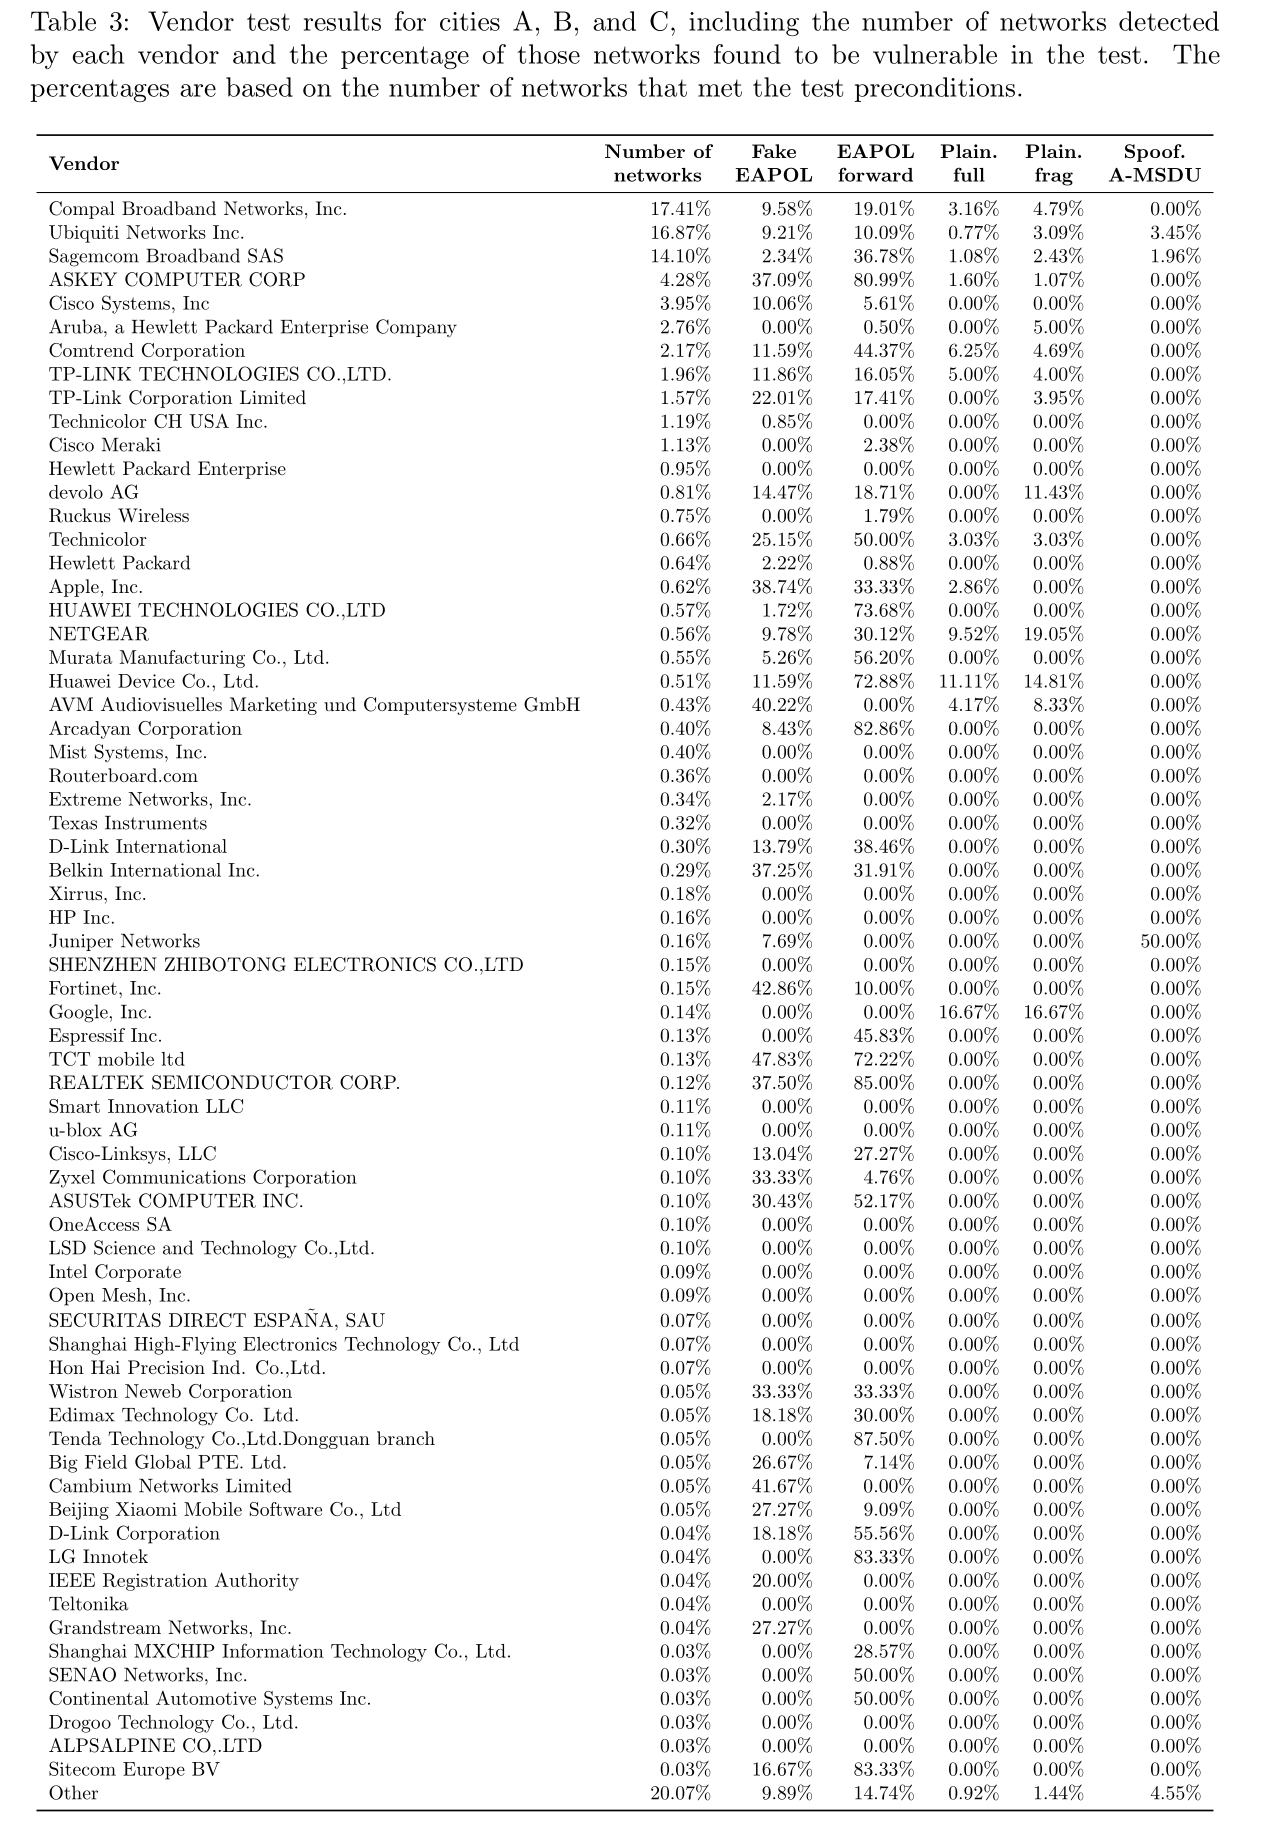 Table 3: Vendor test results for cities A, B, and C, including the number of networks detected
by each vendor and the percentage of those networks found to be vulnerable in the test. The
percentages are based on the number of networks that met the test preconditions.
Vendor Number of networks Fake EAPOL EAPOL forward Plain. full Plain. frag Spoof. A-MSDU
Compal Broadband Networks, Inc. 17.41% 9.58% 19.01% 3.16% 4.79% 0.00%
Ubiquiti Networks Inc. 16.87% 9.21% 10.09% 0.77% 3.09% 3.45%
Sagemcom Broadband SAS 14.10% 2.34% 36.78% 1.08% 2.43% 1.96%
ASKEY COMPUTER CORP 4.28% 37.09% 80.99% 1.60% 1.07% 0.00%
Cisco Systems, Inc 3.95% 10.06% 5.61% 0.00% 0.00% 0.00%
Aruba, a Hewlett Packard Enterprise Company 2.76% 0.00% 0.50% 0.00% 5.00% 0.00%
Comtrend Corporation 2.17% 11.59% 44.37% 6.25% 4.69% 0.00%
TP-LINK TECHNOLOGIES CO.,LTD. 1.96% 11.86% 16.05% 5.00% 4.00% 0.00%
TP-Link Corporation Limited 1.57% 22.01% 17.41% 0.00% 3.95% 0.00%
Technicolor CH USA Inc. 1.19% 0.85% 0.00% 0.00% 0.00% 0.00%
Cisco Meraki 1.13% 0.00% 2.38% 0.00% 0.00% 0.00%
Hewlett Packard Enterprise 0.95% 0.00% 0.00% 0.00% 0.00% 0.00%
devolo AG 0.81% 14.47% 18.71% 0.00% 11.43% 0.00%
Ruckus Wireless 0.75% 0.00% 1.79% 0.00% 0.00% 0.00%
Technicolor 0.66% 25.15% 50.00% 3.03% 3.03% 0.00%
Hewlett Packard 0.64% 2.22% 0.88% 0.00% 0.00% 0.00%
Apple, Inc. 0.62% 38.74% 33.33% 2.86% 0.00% 0.00%
HUAWEI TECHNOLOGIES CO.,LTD 0.57% 1.72% 73.68% 0.00% 0.00% 0.00%
NETGEAR 0.56% 9.78% 30.12% 9.52% 19.05% 0.00%
Murata Manufacturing Co., Ltd. 0.55% 5.26% 56.20% 0.00% 0.00% 0.00%
Huawei Device Co., Ltd. 0.51% 11.59% 72.88% 11.11% 14.81% 0.00%
AVM Audiovisuelles Marketing und Computersysteme GmbH 0.43% 40.22% 0.00% 4.17% 8.33% 0.00%
Arcadyan Corporation 0.40% 8.43% 82.86% 0.00% 0.00% 0.00%
Mist Systems, Inc. 0.40% 0.00% 0.00% 0.00% 0.00% 0.00%
Routerboard.com 0.36% 0.00% 0.00% 0.00% 0.00% 0.00%
Extreme Networks, Inc. 0.34% 2.17% 0.00% 0.00% 0.00% 0.00%
Texas Instruments 0.32% 0.00% 0.00% 0.00% 0.00% 0.00%
D-Link International 0.30% 13.79% 38.46% 0.00% 0.00% 0.00%
Belkin International Inc. 0.29% 37.25% 31.91% 0.00% 0.00% 0.00%
Xirrus, Inc. 0.18% 0.00% 0.00% 0.00% 0.00% 0.00%
HP Inc. 0.16% 0.00% 0.00% 0.00% 0.00% 0.00%
Juniper Networks 0.16% 7.69% 0.00% 0.00% 0.00% 50.00%
SHENZHEN ZHIBOTONG ELECTRONICS CO.,LTD 0.15% 0.00% 0.00% 0.00% 0.00% 0.00%
Fortinet, Inc. 0.15% 42.86% 10.00% 0.00% 0.00% 0.00%
Google, Inc. 0.14% 0.00% 0.00% 16.67% 16.67% 0.00%
Espressif Inc. 0.13% 0.00% 45.83% 0.00% 0.00% 0.00%
TCT mobile ltd 0.13% 47.83% 72.22% 0.00% 0.00% 0.00%
REALTEK SEMICONDUCTOR CORP. 0.12% 37.50% 85.00% 0.00% 0.00% 0.00%
Smart Innovation LLC 0.11% 0.00% 0.00% 0.00% 0.00% 0.00%
u-blox AG 0.11% 0.00% 0.00% 0.00% 0.00% 0.00%
Cisco-Linksys, LLC 0.10% 13.04% 27.27% 0.00% 0.00% 0.00%
Zyxel Communications Corporation 0.10% 33.33% 4.76% 0.00% 0.00% 0.00%
ASUSTek COMPUTER INC. 0.10% 30.43% 52.17% 0.00% 0.00% 0.00%
OneAccess SA 0.10% 0.00% 0.00% 0.00% 0.00% 0.00%
LSD Science and Technology Co.,Ltd. 0.10% 0.00% 0.00% 0.00% 0.00% 0.00%
Intel Corporate 0.09% 0.00% 0.00% 0.00% 0.00% 0.00%
Open Mesh, Inc. 0.09% 0.00% 0.00% 0.00% 0.00% 0.00%
SECURITAS DIRECT ESPAÑA, SAU 0.07% 0.00% 0.00% 0.00% 0.00% 0.00%
Shanghai High-Flying Electronics Technology Co., Ltd 0.07% 0.00% 0.00% 0.00% 0.00% 0.00%
Hon Hai Precision Ind. Co.,Ltd. 0.07% 0.00% 0.00% 0.00% 0.00% 0.00%
Wistron Neweb Corporation 0.05% 33.33% 33.33% 0.00% 0.00% 0.00%
Edimax Technology Co. Ltd. 0.05% 18.18% 30.00% 0.00% 0.00% 0.00%
Tenda Technology Co.,Ltd.Dongguan branch 0.05% 0.00% 87.50% 0.00% 0.00% 0.00%
Big Field Global PTE. Ltd. 0.05% 26.67% 7.14% 0.00% 0.00% 0.00%
Cambium Networks Limited 0.05% 41.67% 0.00% 0.00% 0.00% 0.00%
Beijing Xiaomi Mobile Software Co., Ltd 0.05% 27.27% 9.09% 0.00% 0.00% 0.00%
D-Link Corporation 0.04% 18.18% 55.56% 0.00% 0.00% 0.00%
LG Innotek 0.04% 0.00% 83.33% 0.00% 0.00% 0.00%
IEEE Registration Authority 0.04% 20.00% 0.00% 0.00% 0.00% 0.00%
Teltonika 0.04% 0.00% 0.00% 0.00% 0.00% 0.00%
Grandstream Networks, Inc. 0.04% 27.27% 0.00% 0.00% 0.00% 0.00%
Shanghai MXCHIP Information Technology Co., Ltd. 0.03% 0.00% 28.57% 0.00% 0.00% 0.00%
SENAO Networks, Inc. 0.03% 0.00% 50.00% 0.00% 0.00% 0.00%
Continental Automotive Systems Inc. 0.03% 0.00% 50.00% 0.00% 0.00% 0.00%
Drogoo Technology Co., Ltd. 0.03% 0.00% 0.00% 0.00% 0.00% 0.00%
ALPSALPINE CO,.LTD 0.03% 0.00% 0.00% 0.00% 0.00% 0.00%
Sitecom Europe BV 0.03% 16.67% 83.33% 0.00% 0.00% 0.00%
Other 20.07% 9.89% 14.74% 0.92% 1.44% 4.55%